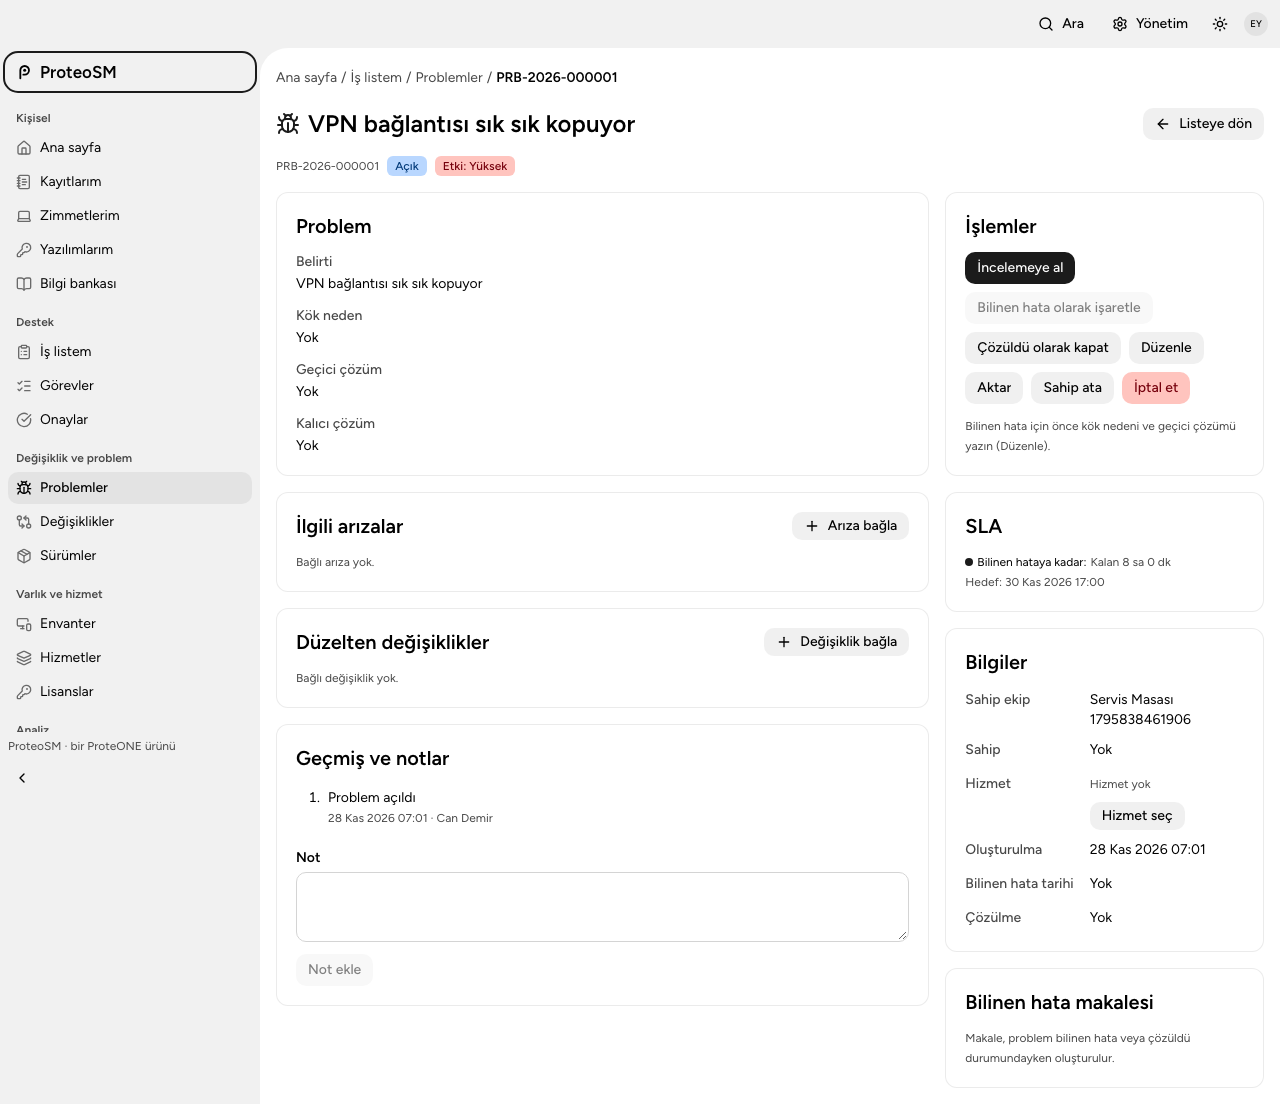 Ara
Yönetim
EY
ProteoSM
Kişisel
Ana sayfa
Kayıtlarım
Zimmetlerim
Yazılımlarım
Bilgi bankası
Destek
İş listem
Görevler
Onaylar
Değişiklik ve problem
Problemler
Değişiklikler
Sürümler
Varlık ve hizmet
Envanter
Hizmetler
Lisanslar
Analiz
ProteoSM · bir ProteONE ürünü
Ana sayfa / İş listem / Problemler / PRB-2026-000001
VPN bağlantısı sık sık kopuyor
Listeye dön
PRB-2026-000001 Açık Etki: Yüksek
Problem
Belirti
VPN bağlantısı sık sık kopuyor
Kök neden
Yok
Geçici çözüm
Yok
Kalıcı çözüm
Yok
İlgili arızalar
Arıza bağla
Bağlı arıza yok.
Düzelten değişiklikler
Değişiklik bağla
Bağlı değişiklik yok.
Geçmiş ve notlar
1. Problem açıldı
28 Kas 2026 07:01 · Can Demir
Not
Not ekle
İşlemler
İncelemeye al
Bilinen hata olarak işaretle
Çözüldü olarak kapat Düzenle
Aktar Sahip ata İptal et
Bilinen hata için önce kök nedeni ve geçici çözümü
yazın (Düzenle).
SLA
Bilinen hataya kadar: Kalan 8 sa 0 dk
Hedef: 30 Kas 2026 17:00
Bilgiler
Sahip ekip Servis Masası
1795838461906
Sahip Yok
Hizmet Hizmet yok
Hizmet seç
Oluşturulma 28 Kas 2026 07:01
Bilinen hata tarihi Yok
Çözülme Yok
Bilinen hata makalesi
Makale, problem bilinen hata veya çözüldü
durumundayken oluşturulur.